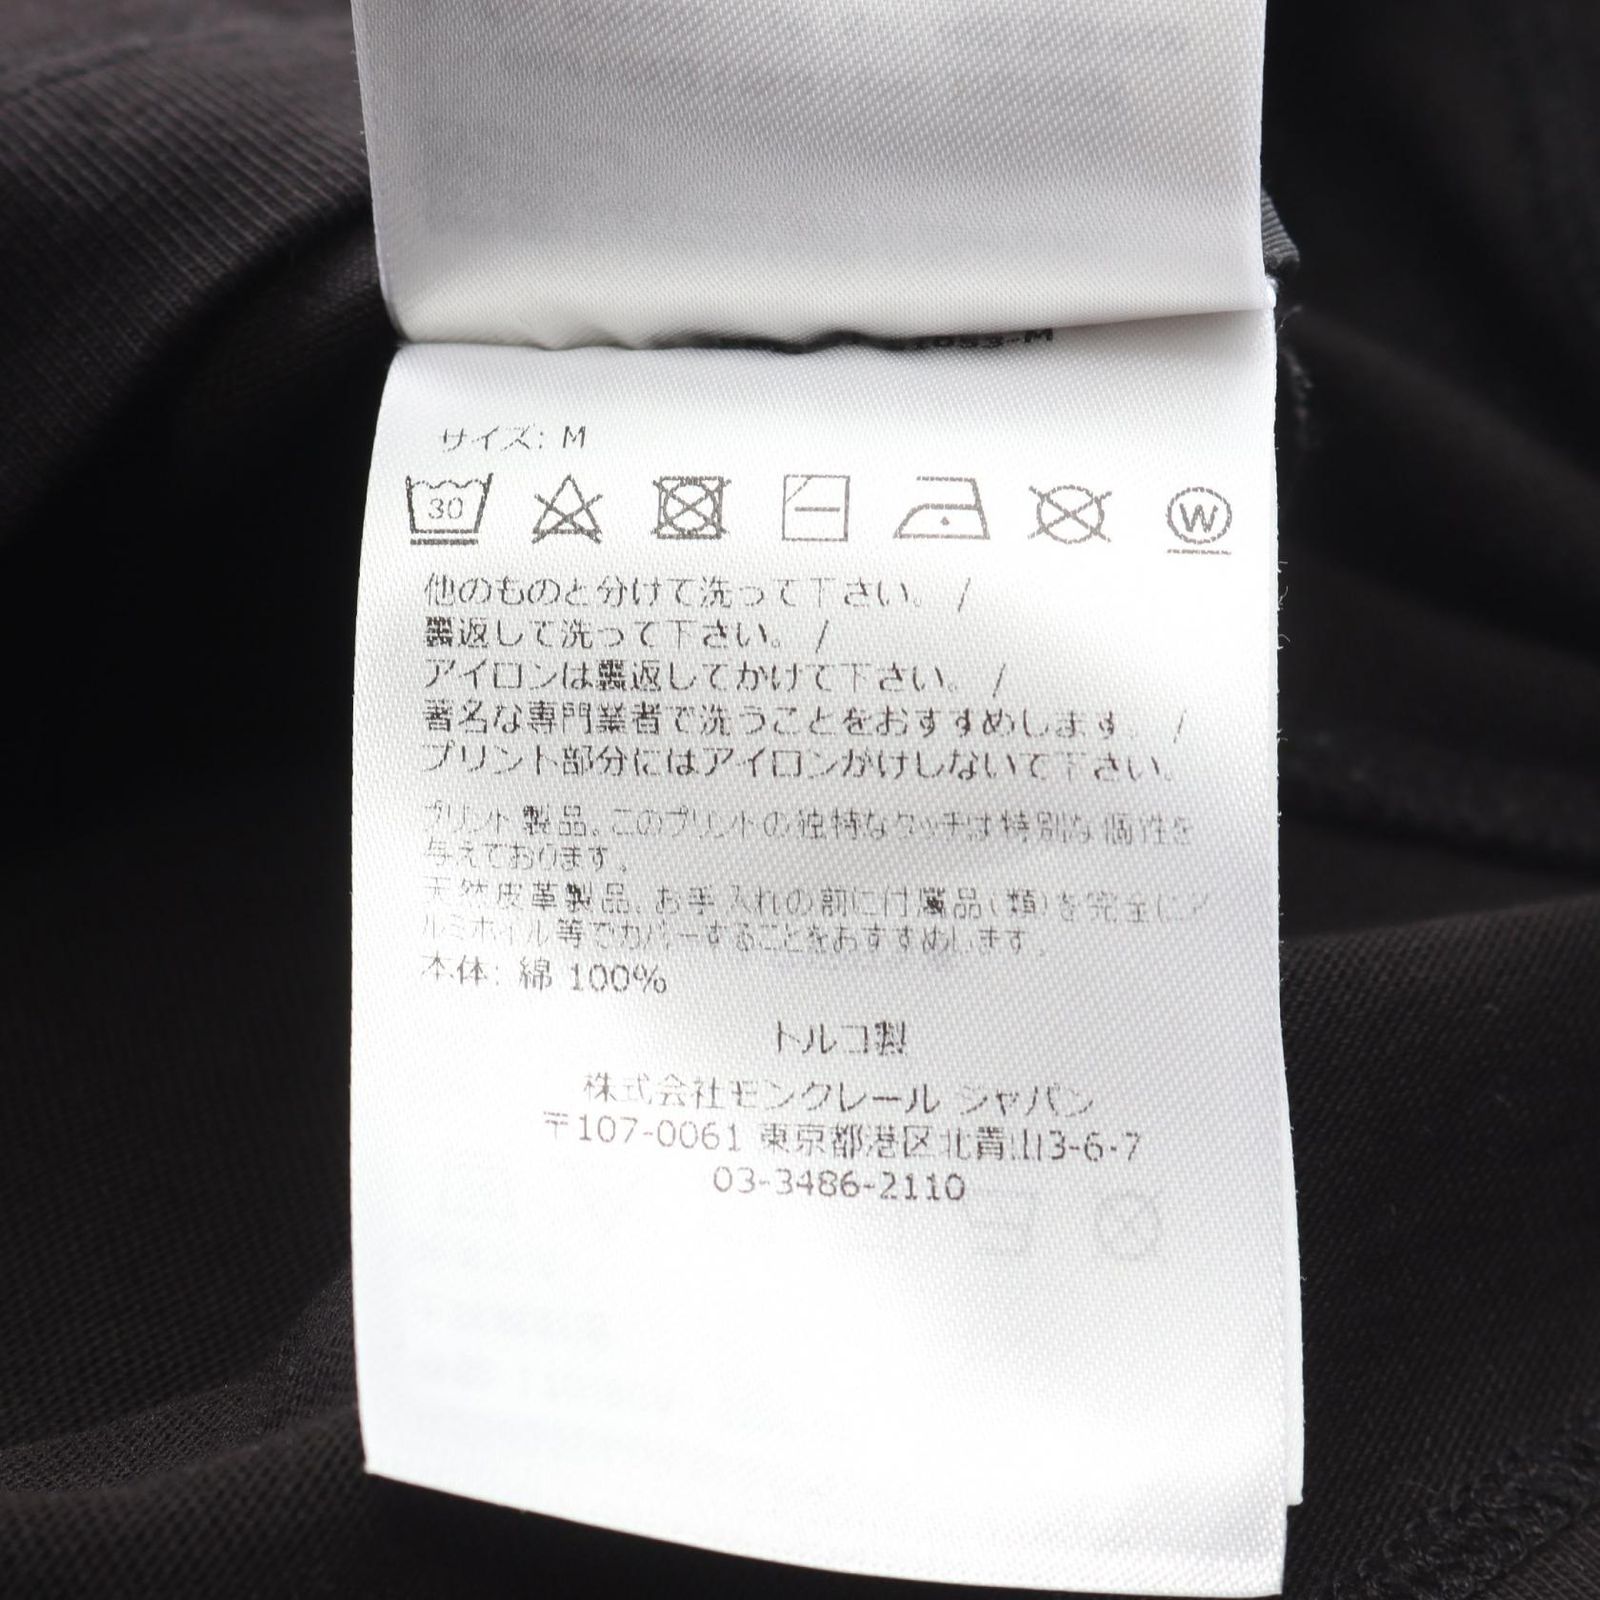 サイズ: M
30
W
他のものと分けて洗って下さい。 /
裏返して洗って下さい。 /
アイロンは裏返してかけて下さい。 /
著名な専門業者で洗うことをおすすめします。 /
プリント部分にはアイロンがけしないで下さい。
プリント製品。このプリントの独特なタッチは特別な個性を
与えております。
天然皮革製品。お手入れの前に付属品(類)を完全にア
ルミホイル等でカバーすることをおすすめします。
本体: 綿 100%
トルコ製
株式会社モンクレール ジャパン
〒107-0061 東京都港区北青山3-6-7
03-3486-2110